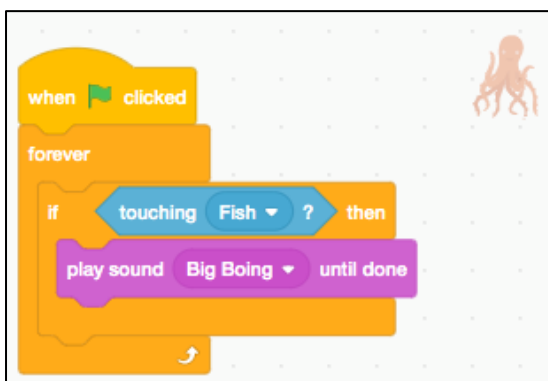 when clicked
forever
if touching Fish ? then
play sound Big Boing until done